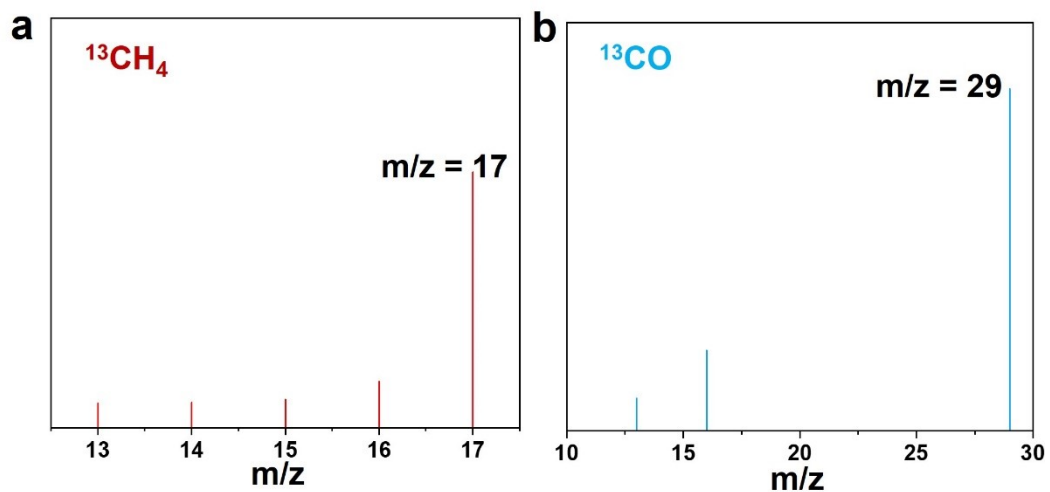 a
¹³CH₄
m/z = 17
13 14 15 16 17
m/z
b
¹³CO
m/z = 29
10 15 20 25 30
m/z